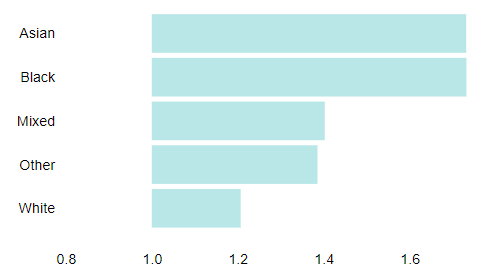 Asian
Black
Mixed
Other
White
0.8 1.0 1.2 1.4 1.6